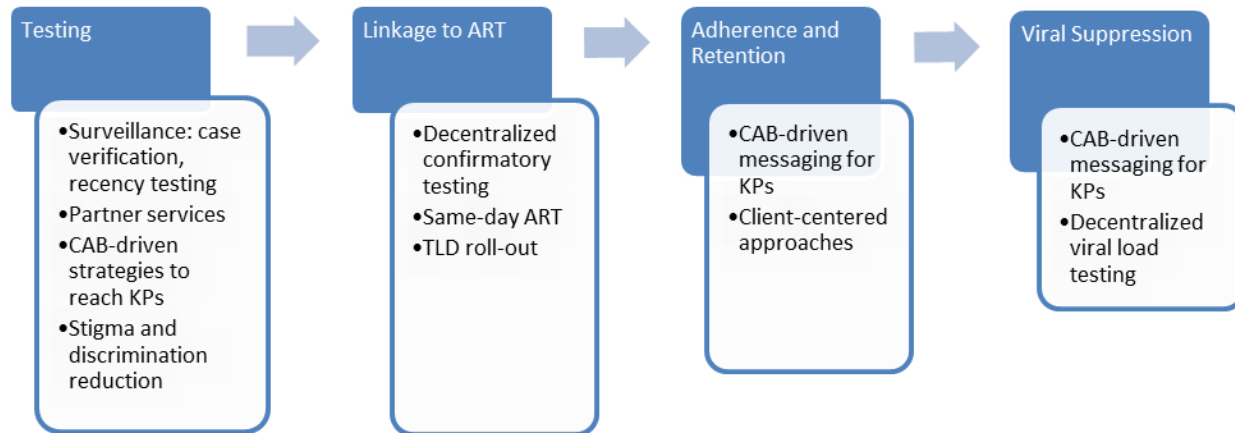 Testing
•Surveillance: case
verification,
recency testing
•Partner services
•CAB-driven
strategies to
reach KPs
•Stigma and
discrimination
reduction
Linkage to ART
•Decentralized
confirmatory
testing
•Same-day ART
•TLD roll-out
Adherence and
Retention
•CAB-driven
messaging for
KPs
•Client-centered
approaches
Viral Suppression
•CAB-driven
messaging for
KPs
•Decentralized
viral load
testing